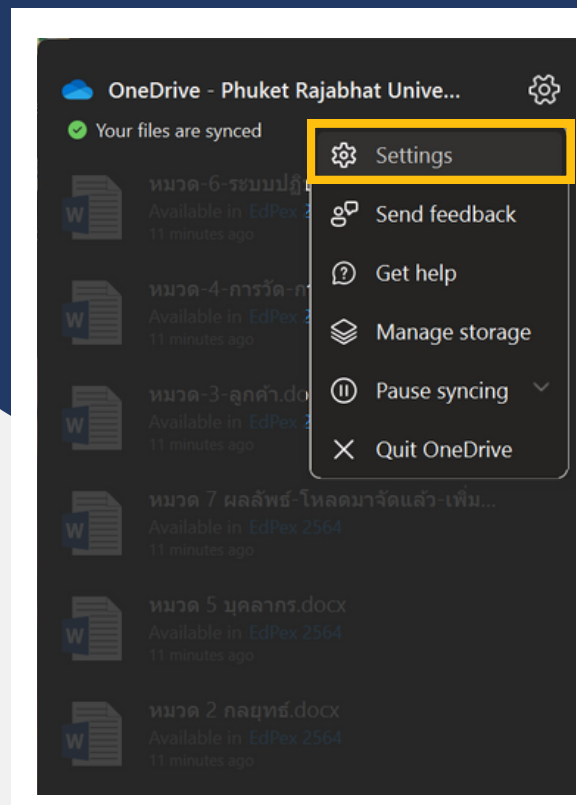 OneDrive - Phuket Rajabhat Unive...
Your files are synced
Settings
Send feedback
Get help
Manage storage
Pause syncing
Quit OneDrive
หมวด-6-ระบบปฏิ
Available in EdPex 2
11 minutes ago
หมวด-4-การวัด-ก
Available in EdPex 2
11 minutes ago
หมวด-3-ลูกค้า.do
Available in EdPex 2
11 minutes ago
หมวด 7 ผลลัพธ์-โหลดมาจัดแล้ว-เพิ่ม...
Available in EdPex 2564
11 minutes ago
หมวด 5 บุคลากร.docx
Available in EdPex 2564
11 minutes ago
หมวด 2 กลยุทธ์.docx
Available in EdPex 2564
11 minutes ago